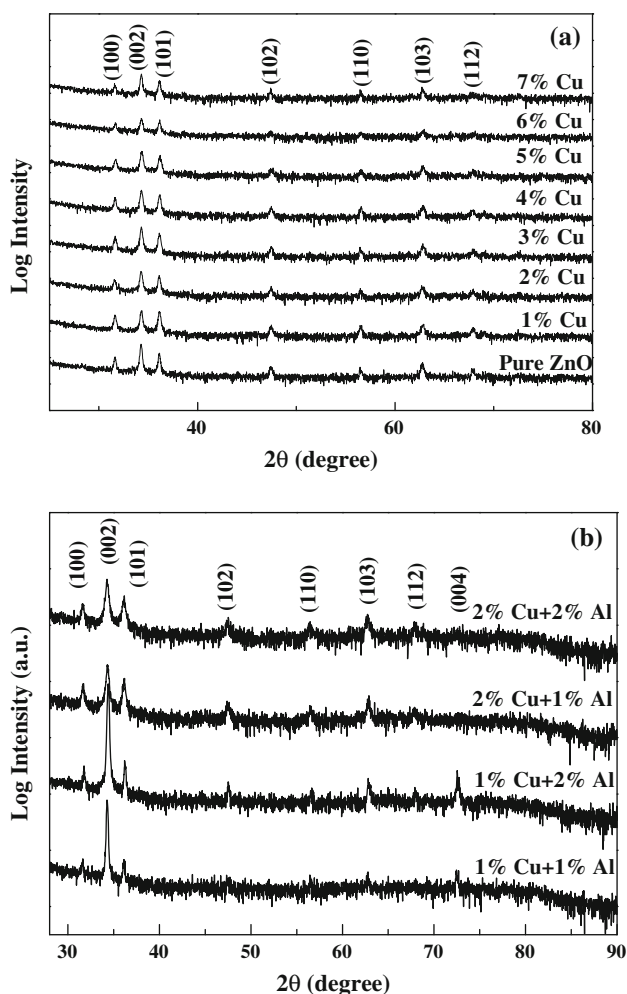 (a)
(100)
(002)
(101)
(102)
(110)
(103)
(112)
7% Cu
6% Cu
5% Cu
4% Cu
3% Cu
2% Cu
1% Cu
Pure ZnO
Log Intensity
40
60
80
2θ (degree)
(b)
(100)
(002)
(101)
(102)
(110)
(103)
(112)
(004)
2% Cu+2% Al
2% Cu+1% Al
1% Cu+2% Al
1% Cu+1% Al
Log Intensity (a.u.)
30
40
50
60
70
80
90
2θ (degree)